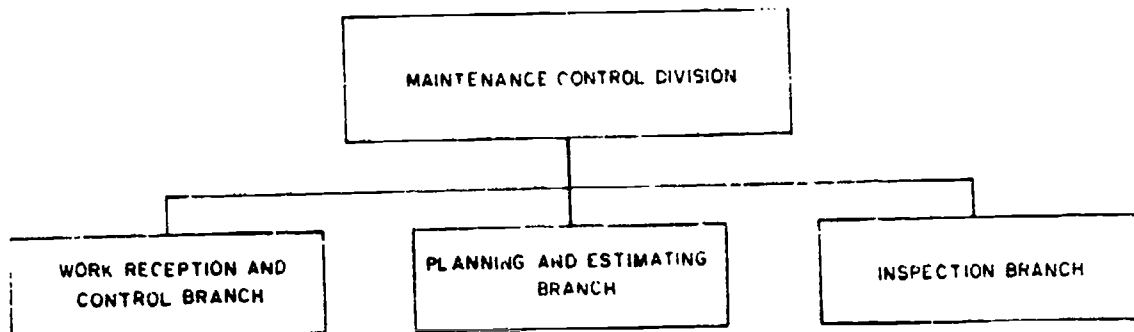 MAINTENANCE CONTROL DIVISION
WORK RECEPTION AND
CONTROL BRANCH
PLANNING AND ESTIMATING
BRANCH
INSPECTION BRANCH